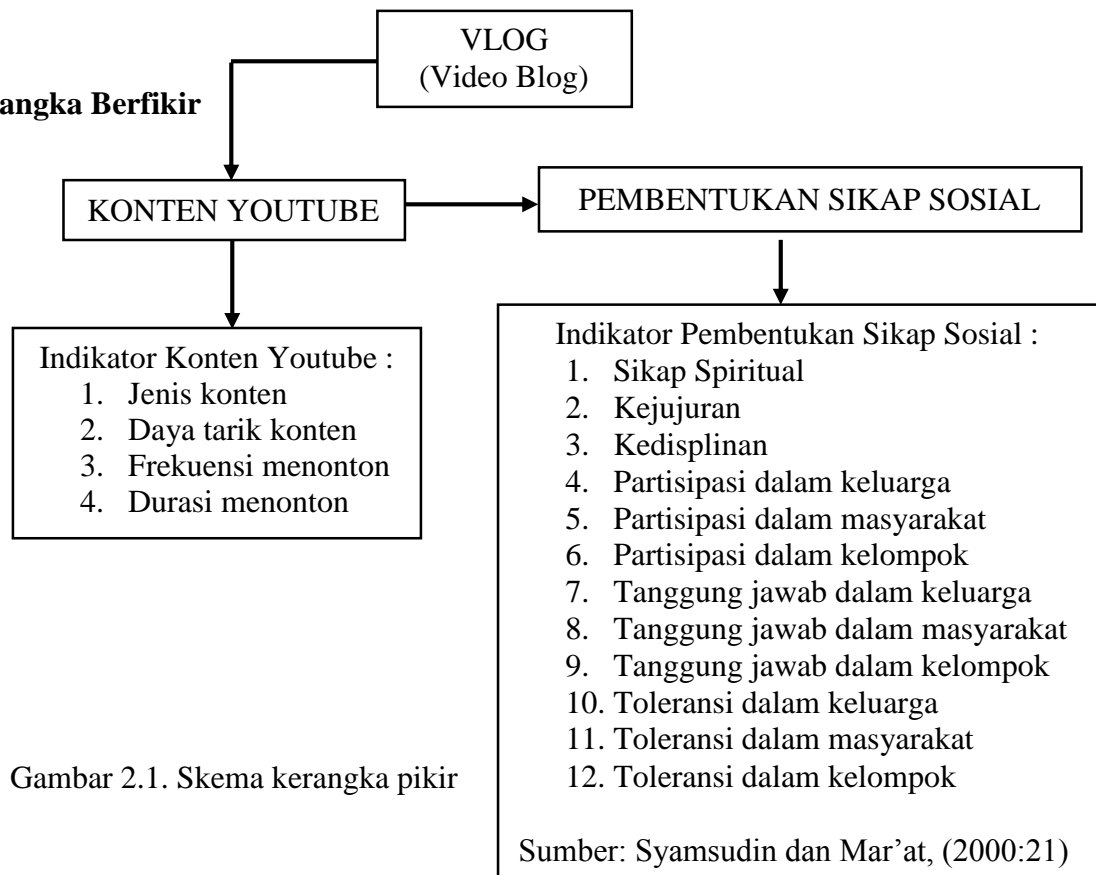 VLOG
(Video Blog)
angka Berfikir
KONTEN YOUTUBE
PEMBENTUKAN SIKAP SOSIAL
Indikator Konten Youtube :
1. Jenis konten
2. Daya tarik konten
3. Frekuensi menonton
4. Durasi menonton
Indikator Pembentukan Sikap Sosial :
1. Sikap Spiritual
2. Kejujuran
3. Kedisplinan
4. Partisipasi dalam keluarga
5. Partisipasi dalam masyarakat
6. Partisipasi dalam kelompok
7. Tanggung jawab dalam keluarga
8. Tanggung jawab dalam masyarakat
9. Tanggung jawab dalam kelompok
10. Toleransi dalam keluarga
11. Toleransi dalam masyarakat
12. Toleransi dalam kelompok
Sumber: Syamsudin dan Mar’at, (2000:21)
Gambar 2.1. Skema kerangka pikir